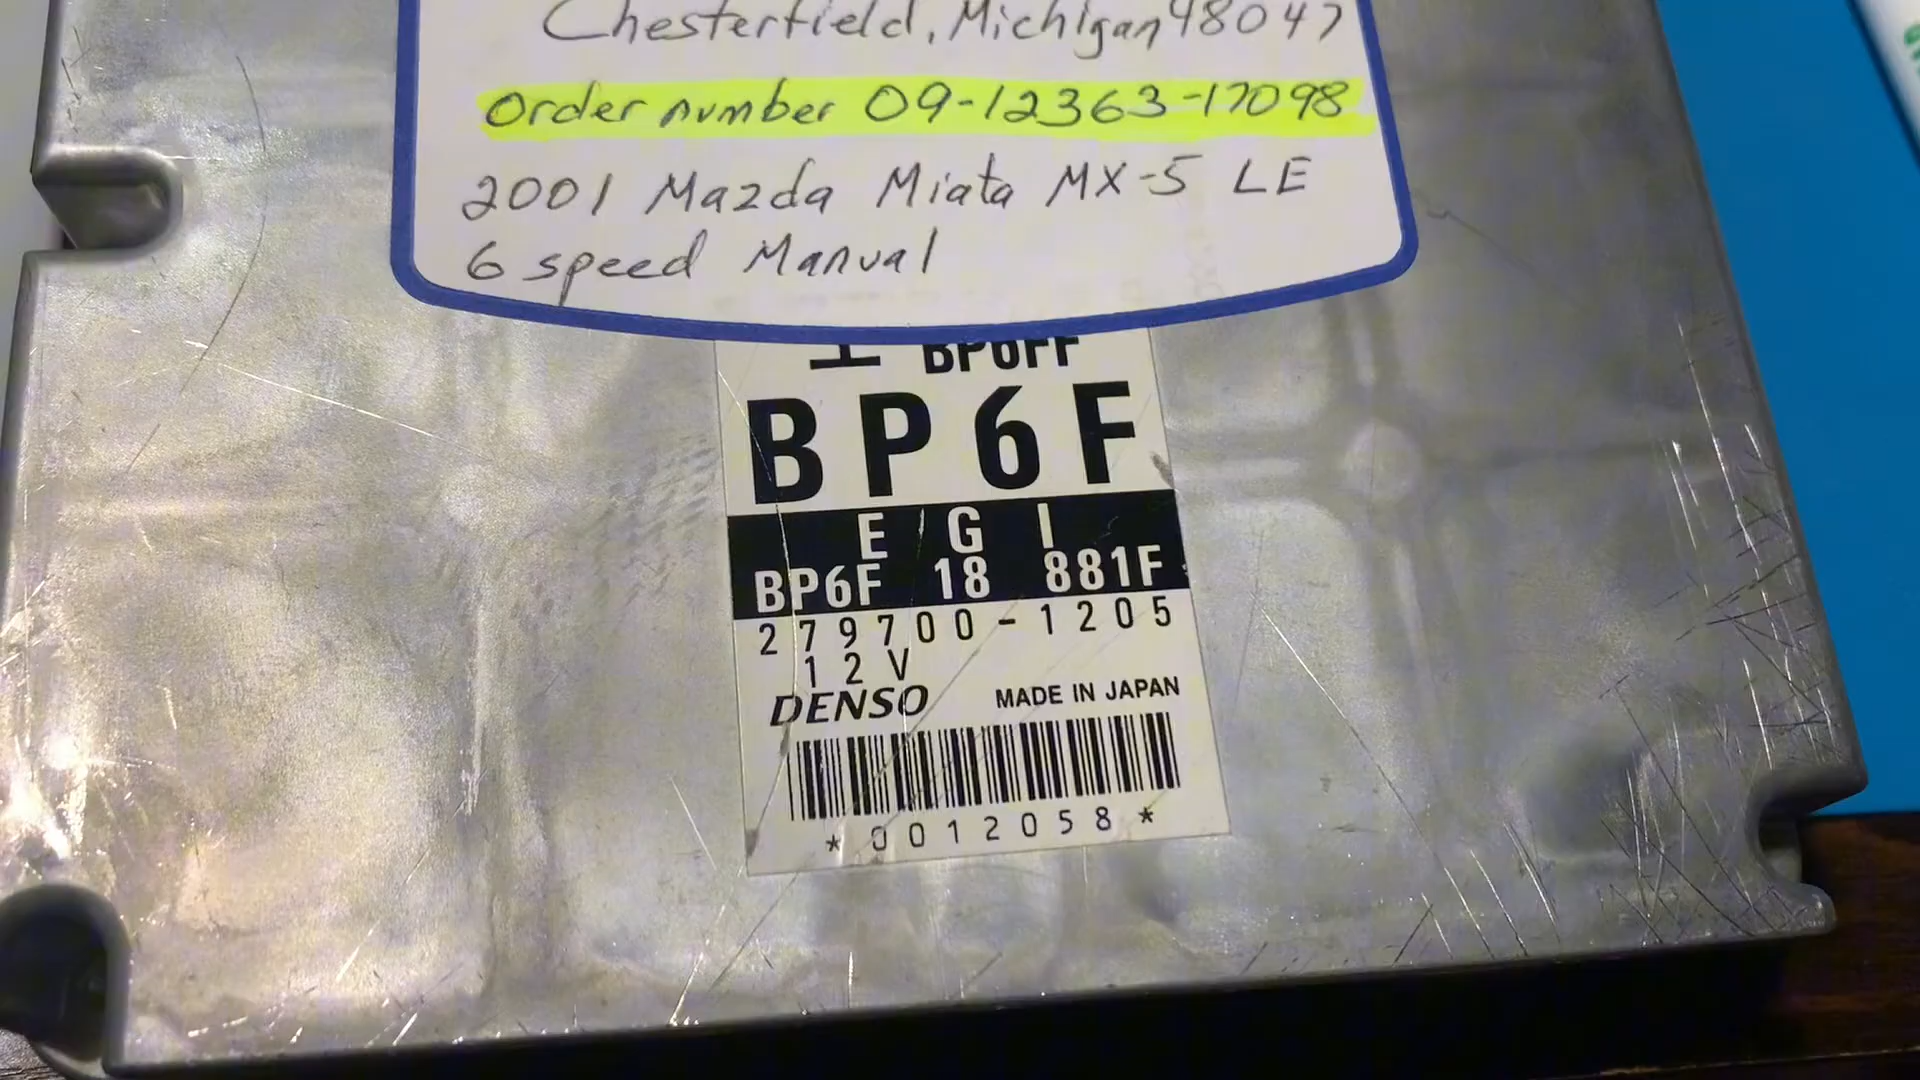 Chesterfield, Michigan 48047
Order number 09-12363-17098
2001 Mazda Miata MX-5 LE
6 speed Manual
BP6FF
BP6F
E G I
BP6F 18 881F
279700-1205
12V
DENSO MADE IN JAPAN
*0012058*